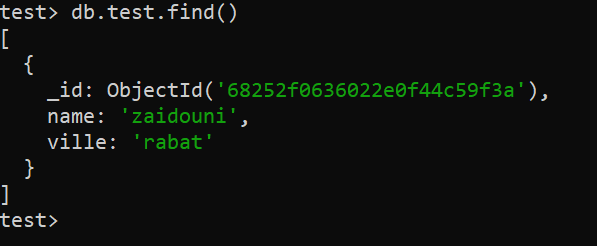 test> db.test.find()
[
  {
    _id: ObjectId('68252f0636022e0f44c59f3a'),
    name: 'zaidouni',
    ville: 'rabat'
  }
]
test>